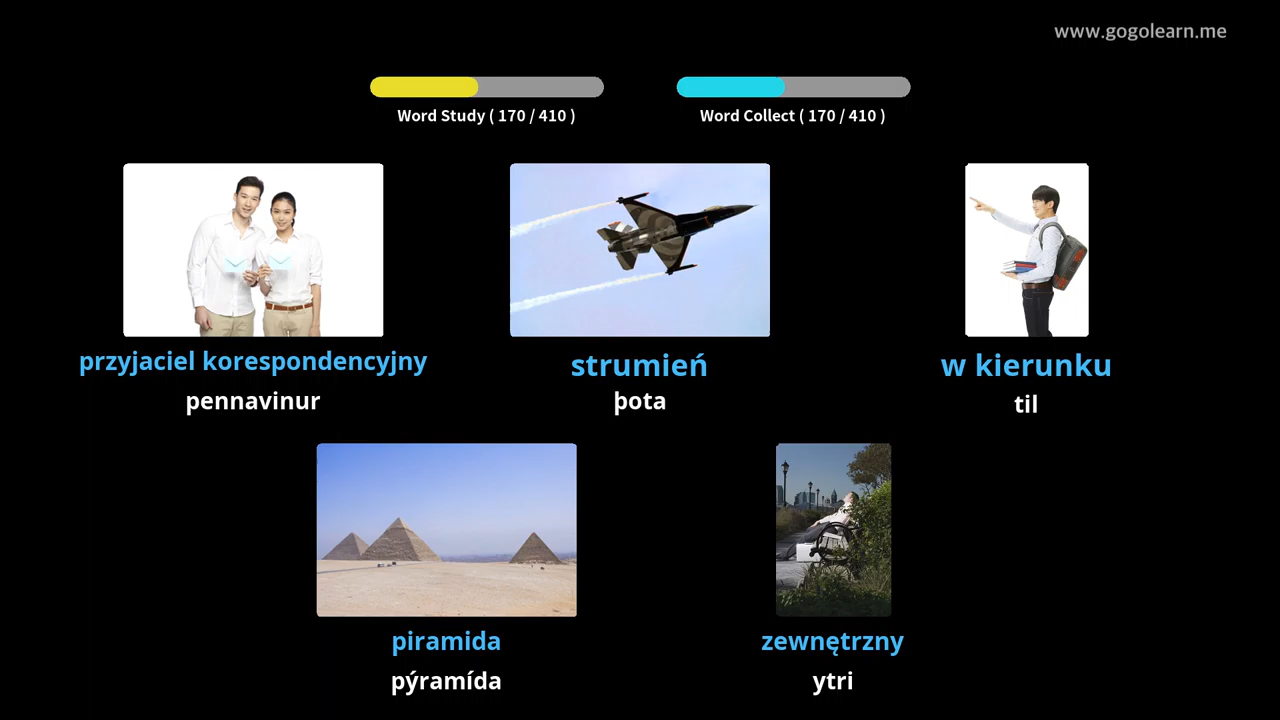 www.gogolearn.me
Word Study ( 170 / 410 )
Word Collect ( 170 / 410 )
przyjaciel korespondencyjny
pennavinur
strumień
þota
w kierunku
til
piramida
pýramída
zewnętrzny
ytri